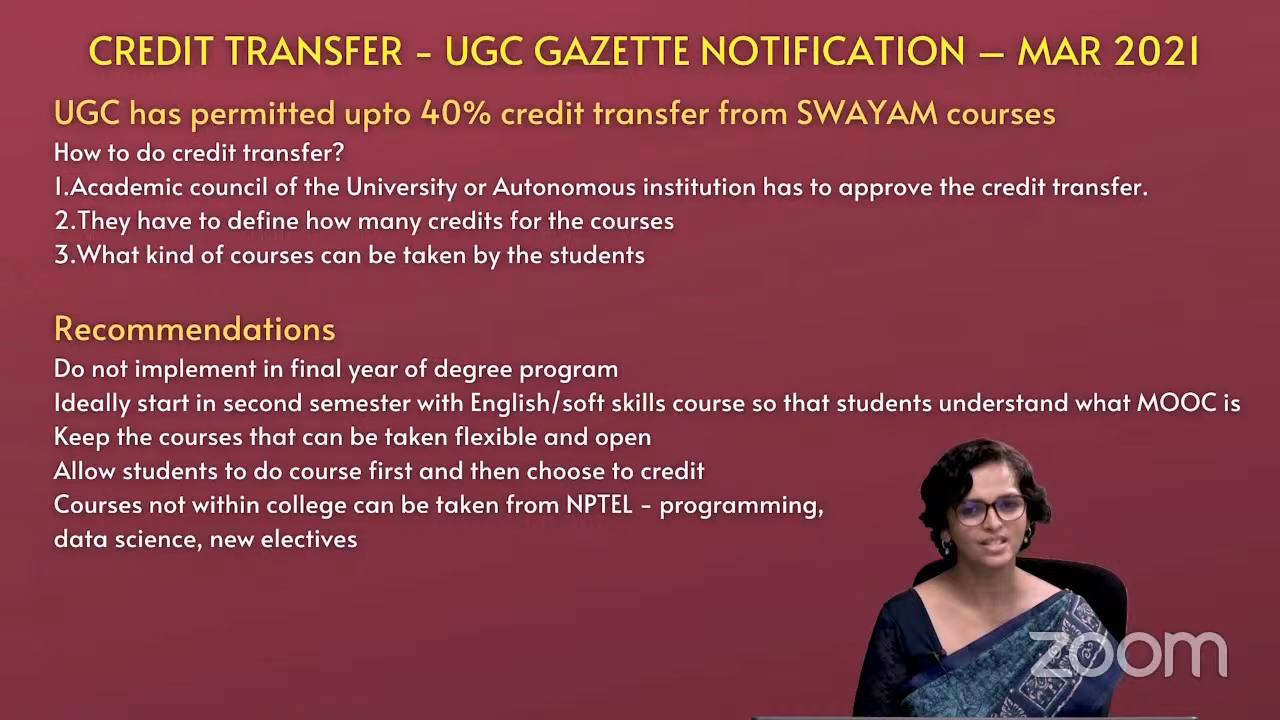 CREDIT TRANSFER - UGC GAZETTE NOTIFICATION – MAR 2021
UGC has permitted upto 40% credit transfer from SWAYAM courses
How to do credit transfer?
1.Academic council of the University or Autonomous institution has to approve the credit transfer.
2.They have to define how many credits for the courses
3.What kind of courses can be taken by the students
Recommendations
Do not implement in final year of degree program
Ideally start in second semester with English/soft skills course so that students understand what MOOC is
Keep the courses that can be taken flexible and open
Allow students to do course first and then choose to credit
Courses not within college can be taken from NPTEL - programming,
data science, new electives
zoom